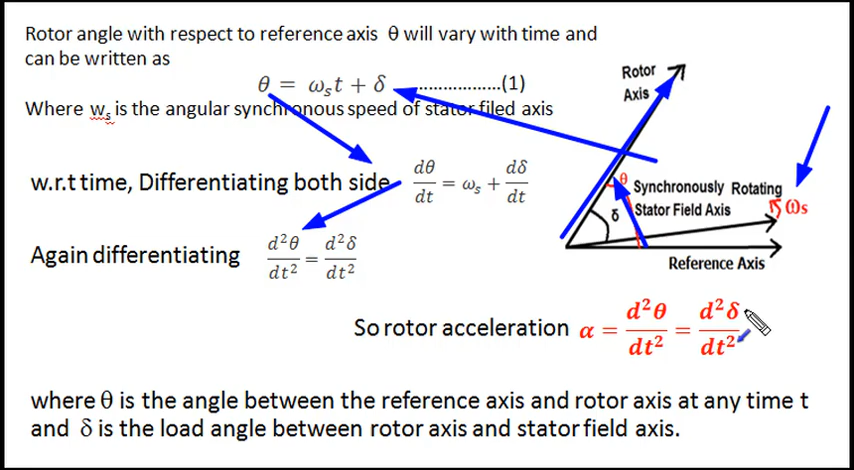 Rotor angle with respect to reference axis θ will vary with time and
can be written as
θ = ωₛt + δ ..................(1)
Where wₛ is the angular synchronous speed of stator filed axis
w.r.t time, Differentiating both side
dθ/dt = ωₛ + dδ/dt
Again differentiating d²θ/dt² = d²δ/dt²
So rotor acceleration α = d²θ/dt² = d²δ/dt²
where θ is the angle between the reference axis and rotor axis at any time t
and δ is the load angle between rotor axis and stator field axis.
Rotor
Axis
θ
Synchronously Rotating
Stator Field Axis
δ
ωs
Reference Axis